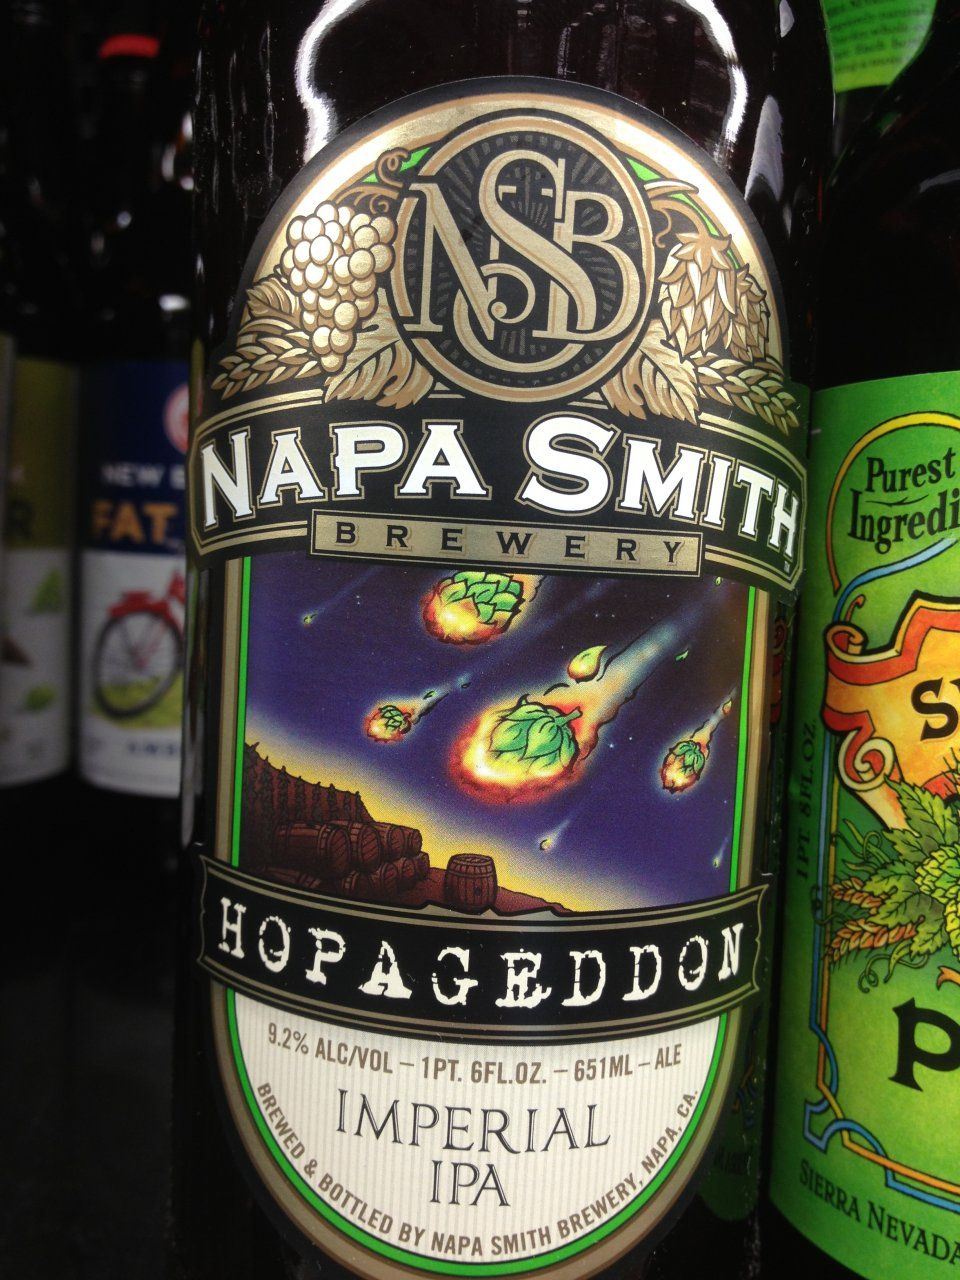 NSB
NAPA SMITH
BREWERY
HOPAGEDDON
9.2% ALC/VOL – 1PT. 6FL.OZ. – 651ML – ALE
IMPERIAL
IPA
BREWED & BOTTLED BY NAPA SMITH BREWERY, NAPA, CA.
NEW
FAT
Purest
1PT 8FL.OZ
SIERRA NEVADA